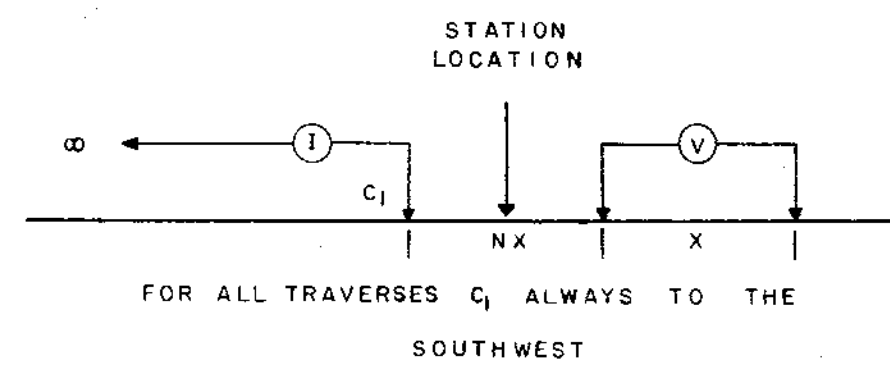 STATION
LOCATION
∞
I
V
C1
NX
X
FOR ALL TRAVERSES C1 ALWAYS TO THE
SOUTHWEST